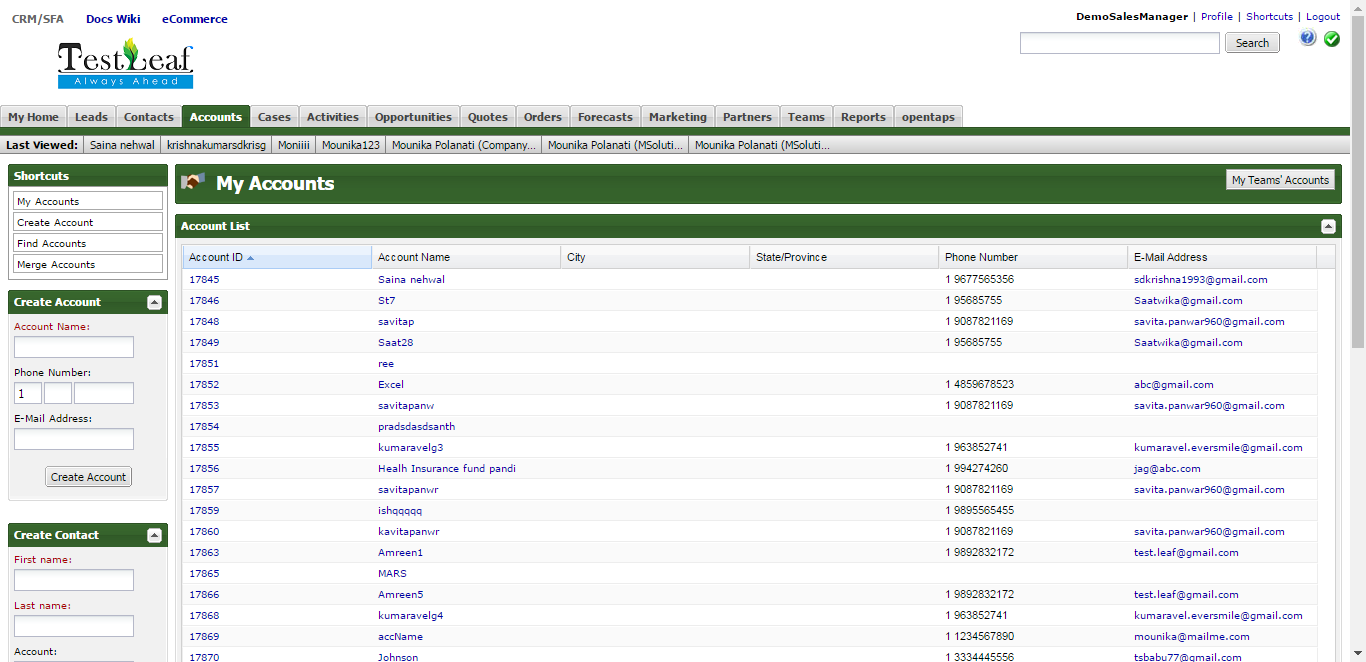 CRM/SFA Docs Wiki eCommerce
DemoSalesManager | Profile | Shortcuts | Logout
TestLeaf
Always Ahead
Search
My Home Leads Contacts Accounts Cases Activities Opportunities Quotes Orders Forecasts Marketing Partners Teams Reports opentaps
Last Viewed: Saina nehwal krishnakumarsdkrisg Moniiii Mounika123 Mounika Polanati (Company... Mounika Polanati (MSoluti... Mounika Polanati (MSoluti...
Shortcuts
My Accounts
Create Account
Find Accounts
Merge Accounts
Create Account
Account Name:
Phone Number:
1
E-Mail Address:
Create Account
Create Contact
First name:
Last name:
Account:
My Accounts
My Teams' Accounts
Account List
Account ID Account Name City State/Province Phone Number E-Mail Address
17845 Saina nehwal 1 9677565356 sdkrishna1993@gmail.com
17846 St7 1 95685755 Saatwika@gmail.com
17848 savitap 1 9087821169 savita.panwar960@gmail.com
17849 Saat28 1 95685755 Saatwika@gmail.com
17851 ree
17852 Excel 1 4859678523 abc@gmail.com
17853 savitapanw 1 9087821169 savita.panwar960@gmail.com
17854 pradsdasdsanth
17855 kumaravelg3 1 963852741 kumaravel.eversmile@gmail.com
17856 Healh Insurance fund pandi 1 994274260 jag@abc.com
17857 savitapanwr 1 9087821169 savita.panwar960@gmail.com
17859 ishqqqqq 1 9895565455
17860 kavitapanwr 1 9087821169 savita.panwar960@gmail.com
17863 Amreen1 1 9892832172 test.leaf@gmail.com
17865 MARS
17866 Amreen5 1 9892832172 test.leaf@gmail.com
17868 kumaravelg4 1 963852741 kumaravel.eversmile@gmail.com
17869 accName 1 1234567890 mounika@mailme.com
17870 Johnson 1 3334445556 tsbabu77@gmail.com